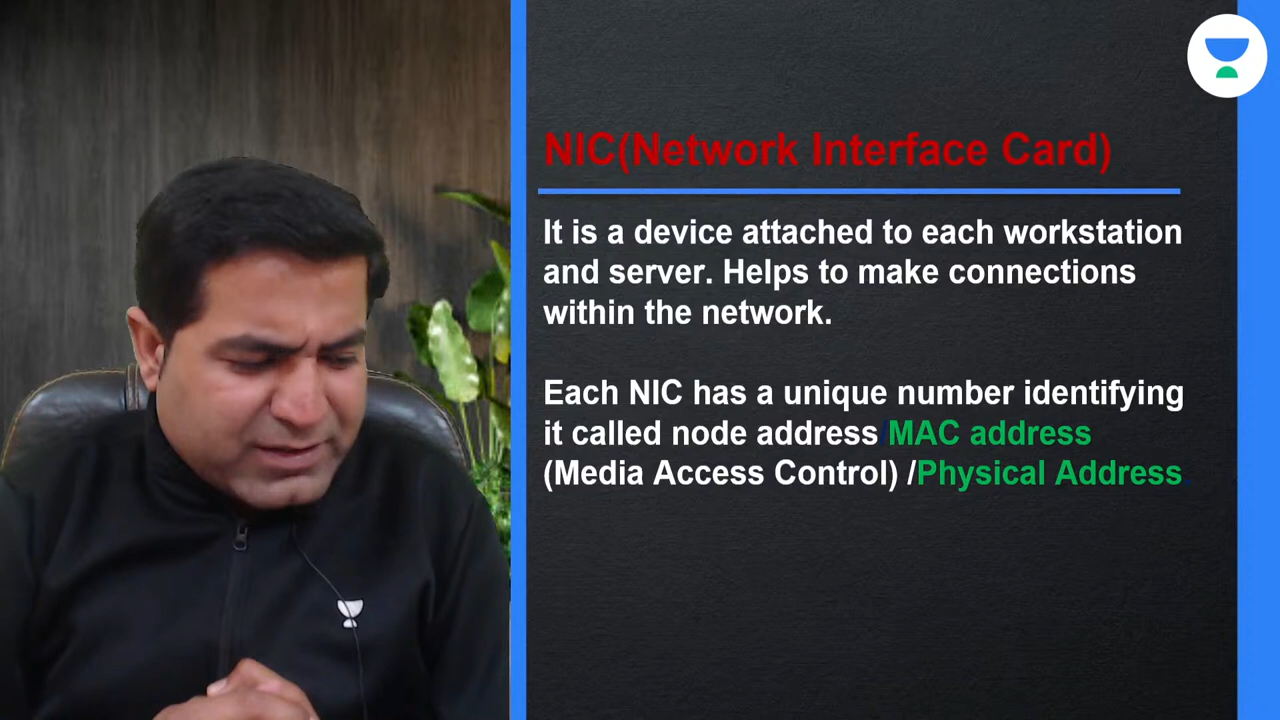 NIC(Network Interface Card)
It is a device attached to each workstation
and server. Helps to make connections
within the network.
Each NIC has a unique number identifying
it called node address/MAC address
(Media Access Control) /Physical Address.